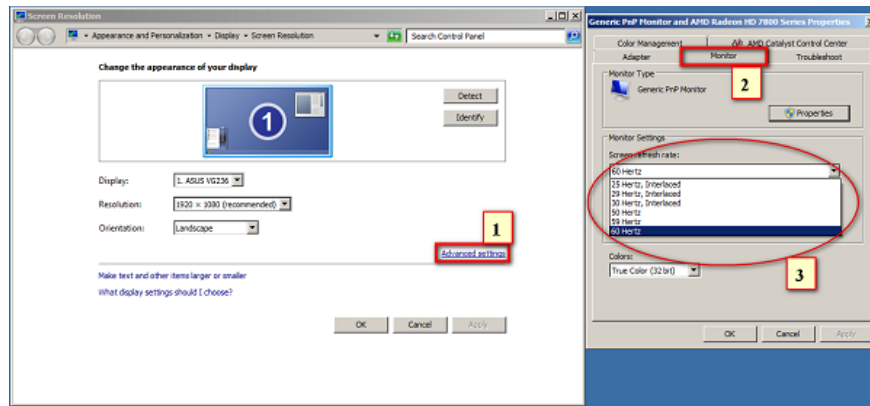 Screen Resolution
Appearance and Personalization • Display • Screen Resolution
Search Control Panel
Change the appearance of your display
1
Detect
Identify
Display: 1. ASUS VG236
Resolution: 1920 × 1080 (recommended)
Orientation: Landscape
1
Advanced settings
Make text and other items larger or smaller
What display settings should I choose?
OK Cancel Apply
Generic PnP Monitor and AMD Radeon HD 7800 Series Properties
Color Management AMD Catalyst Control Center
Adapter Monitor Troubleshoot
2
Monitor Type
Generic PnP Monitor
Properties
Monitor Settings
Screen refresh rate:
60 Hertz
25 Hertz, Interlaced
29 Hertz, Interlaced
30 Hertz, Interlaced
50 Hertz
59 Hertz
60 Hertz
Colors:
True Color (32 bit)
3
OK Cancel Apply